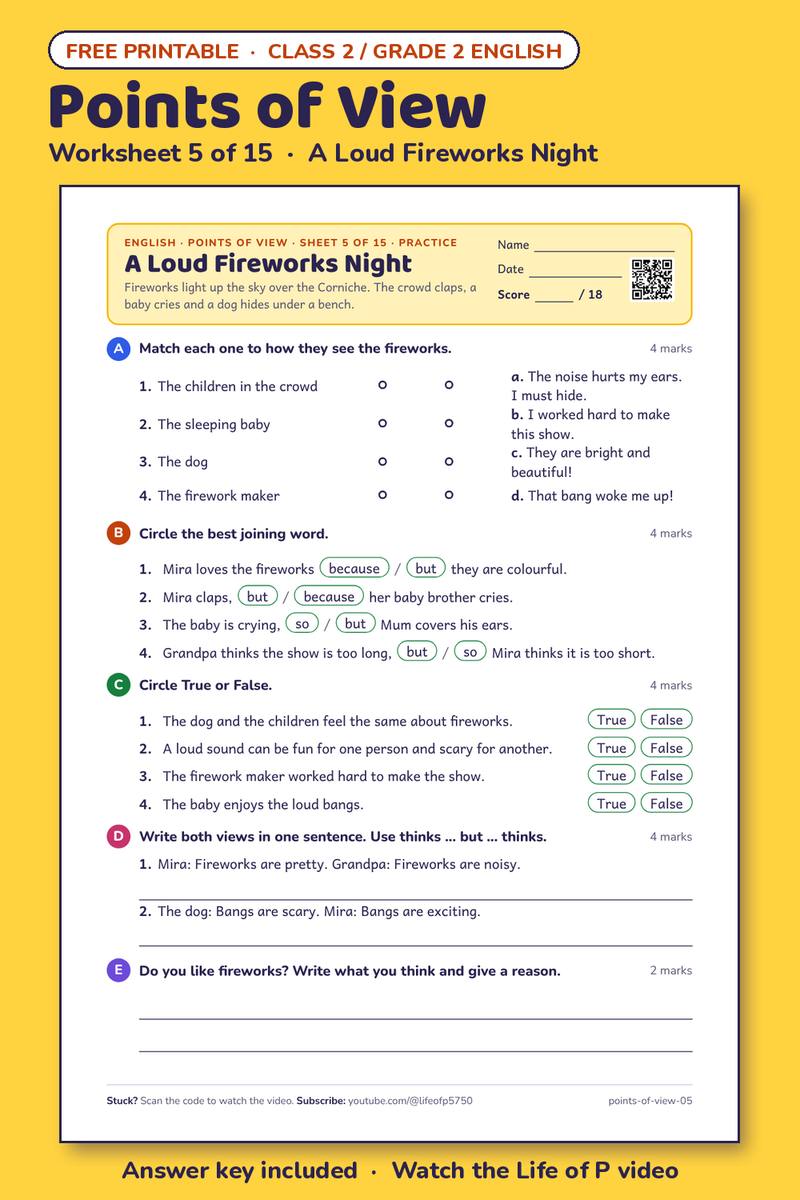 FREE PRINTABLE · CLASS 2 / GRADE 2 ENGLISH
Points of View
Worksheet 5 of 15 · A Loud Fireworks Night
ENGLISH · POINTS OF VIEW · SHEET 5 OF 15 · PRACTICE
A Loud Fireworks Night
Fireworks light up the sky over the Corniche. The crowd claps, a
baby cries and a dog hides under a bench.
Name
Date
Score / 18
A Match each one to how they see the fireworks. 4 marks
1. The children in the crowd
a. The noise hurts my ears.
I must hide.
2. The sleeping baby
b. I worked hard to make
this show.
3. The dog
c. They are bright and
beautiful!
4. The firework maker
d. That bang woke me up!
B Circle the best joining word. 4 marks
1. Mira loves the fireworks because / but they are colourful.
2. Mira claps, but / because her baby brother cries.
3. The baby is crying, so / but Mum covers his ears.
4. Grandpa thinks the show is too long, but / so Mira thinks it is too short.
C Circle True or False. 4 marks
1. The dog and the children feel the same about fireworks. True False
2. A loud sound can be fun for one person and scary for another. True False
3. The firework maker worked hard to make the show. True False
4. The baby enjoys the loud bangs. True False
D Write both views in one sentence. Use thinks ... but ... thinks. 4 marks
1. Mira: Fireworks are pretty. Grandpa: Fireworks are noisy.
2. The dog: Bangs are scary. Mira: Bangs are exciting.
E Do you like fireworks? Write what you think and give a reason. 2 marks
Stuck? Scan the code to watch the video. Subscribe: youtube.com/@lifeofp5750
points-of-view-05
Answer key included · Watch the Life of P video